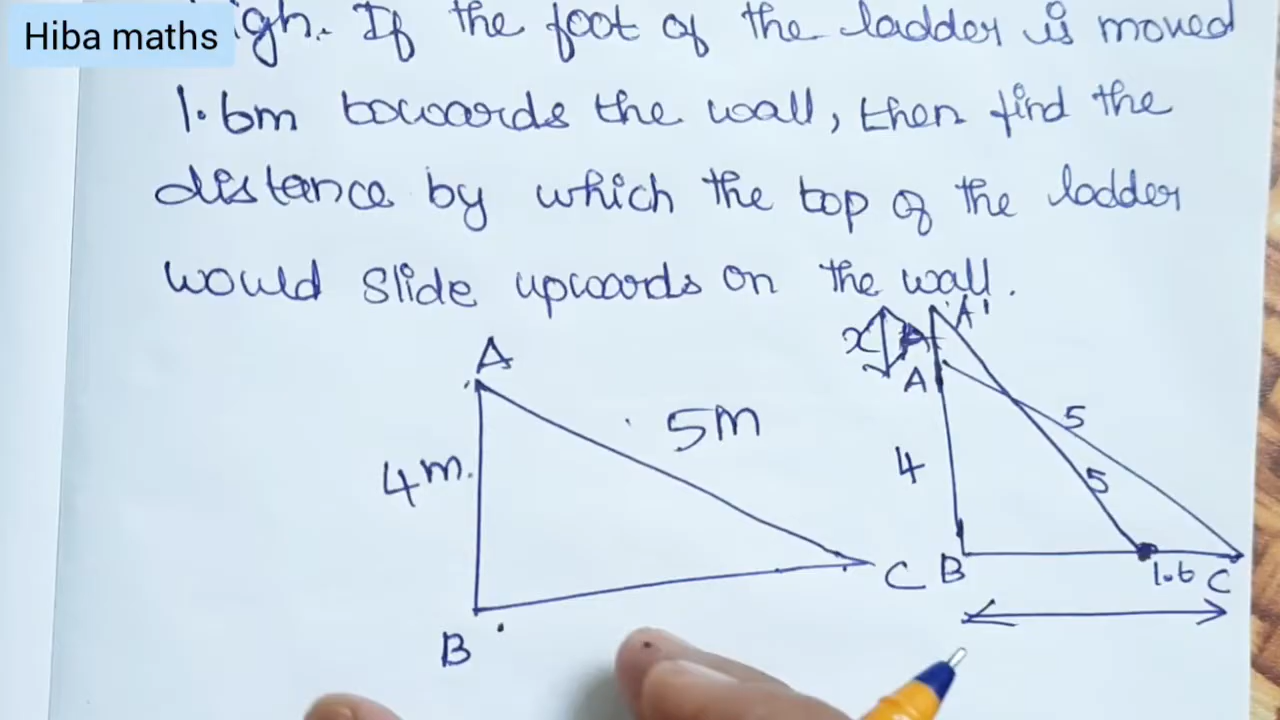 Hiba maths
igh. If the foot of the ladder is moved
1.6m towards the wall, then find the
distance by which the top of the ladder
would slide upwards on the wall.
A
4m.
5m
B
C
A'
x
A
5
4
5
B
1.6
C